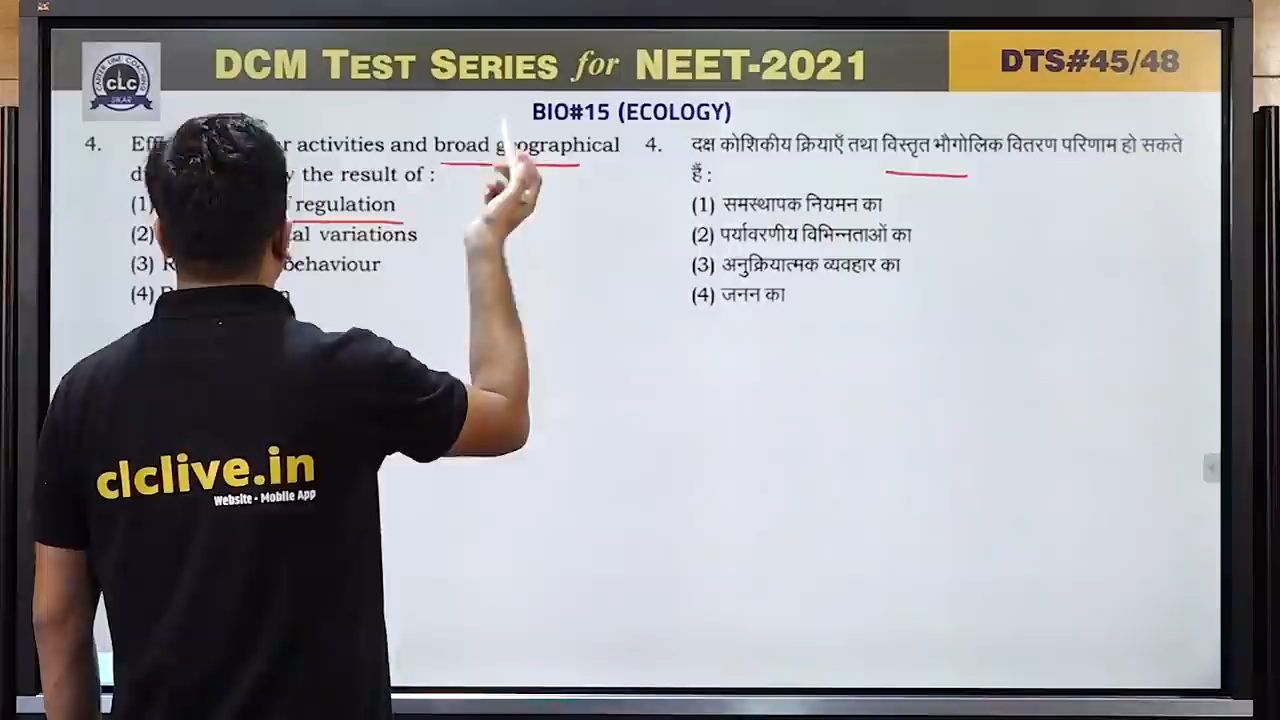 DCM TEST SERIES for NEET-2021
DTS#45/48
CLC
SIKAR
BIO#15 (ECOLOGY)
4. activities and broad geographical
the result of :
(1) regulation
(2) variations
(3) behaviour
(4)
4. दक्ष कोशिकीय क्रियाएँ तथा विस्तृत भौगोलिक वितरण परिणाम हो सकते
हैं :
(1) समस्थापक नियमन का
(2) पर्यावरणीय विभिन्नताओं का
(3) अनुक्रियात्मक व्यवहार का
(4) जनन का
clclive.in
Website - Mobile App